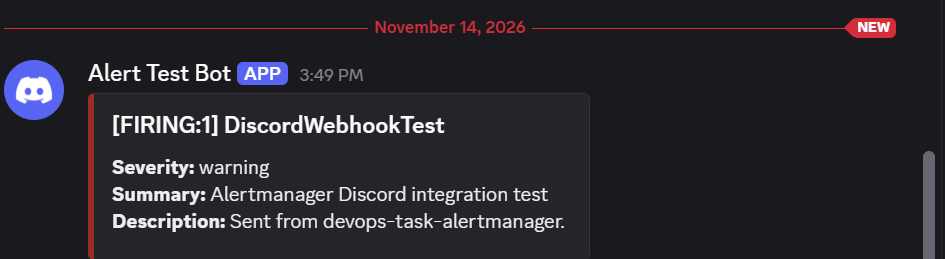 November 14, 2026 NEW
Alert Test Bot APP 3:49 PM
[FIRING:1] DiscordWebhookTest
Severity: warning
Summary: Alertmanager Discord integration test
Description: Sent from devops-task-alertmanager.